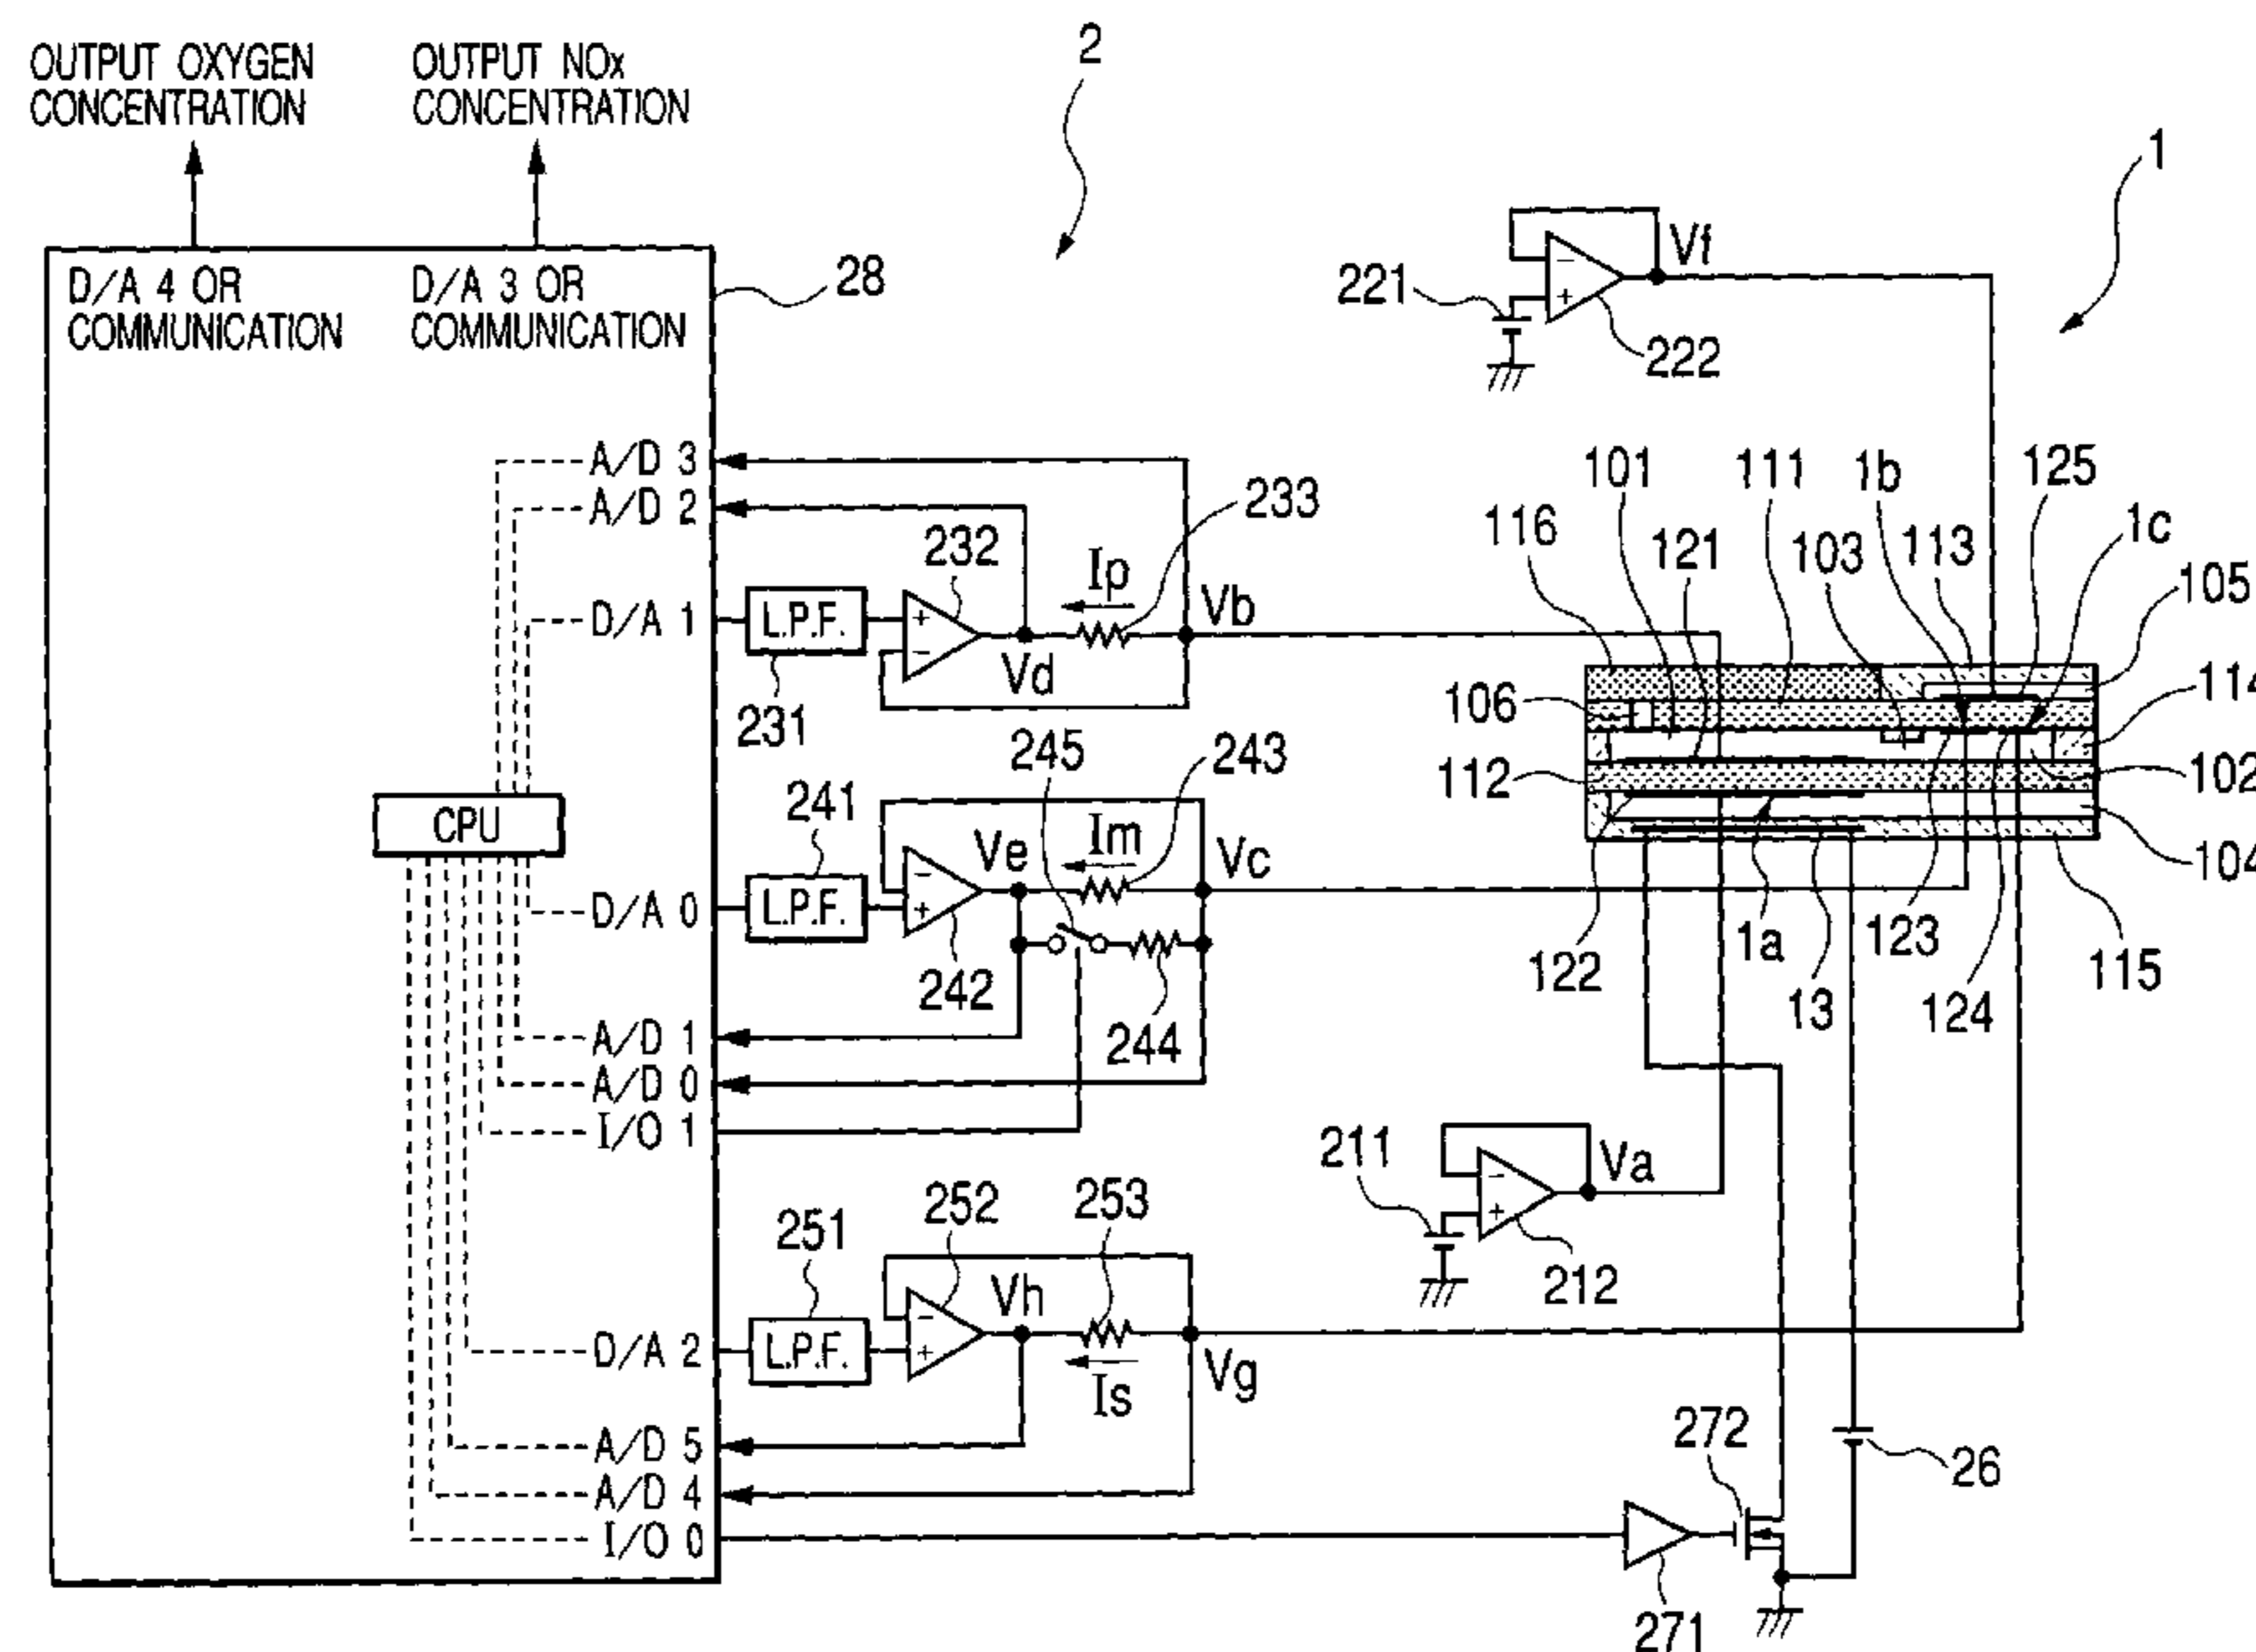 OUTPUT OXYGEN
CONCENTRATION
OUTPUT NOx
CONCENTRATION
2
1
D/A 4 OR
COMMUNICATION
D/A 3 OR
COMMUNICATION
28
Vf
221
222
A/D 3
A/D 2
D/A 1
L.P.F.
231
232
Vd
Ip
233
Vb
101
111
1b
125
116
121
103
113
1c
105
106
114
112
102
104
122
1a
13
123
124
115
CPU
241
245
243
Ve
Im
Vc
D/A 0
L.P.F.
242
244
A/D 1
A/D 0
I/O 1
211
Va
212
251
252
253
Vh
D/A 2
L.P.F.
Is
Vg
A/D 5
A/D 4
I/O 0
272
26
271